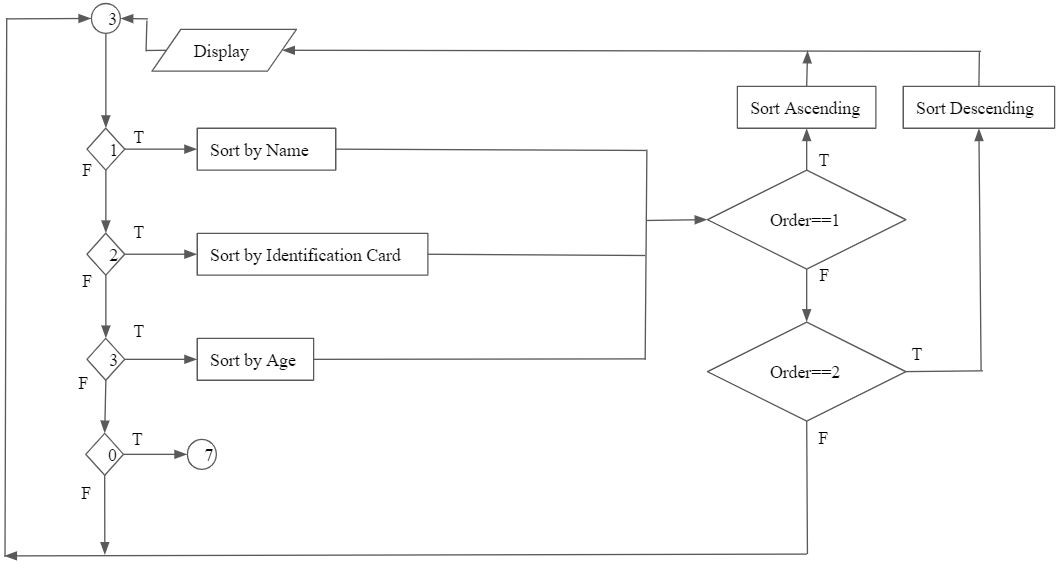 3
Display
Sort Ascending
Sort Descending
T
1
Sort by Name
F
T
Order==1
T
2
Sort by Identification Card
F
F
T
3
Sort by Age
F
T
Order==2
T
0
7
F
F